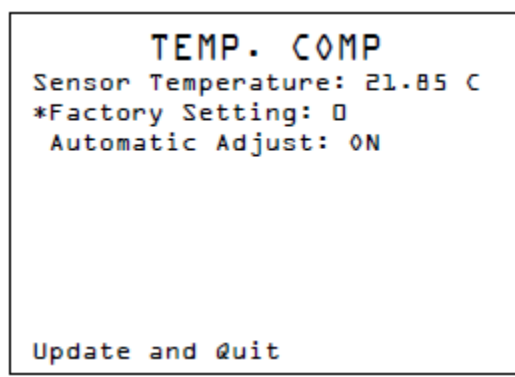 TEMP. COMP
Sensor Temperature: 21.85 C
*Factory Setting: 0
Automatic Adjust: ON
Update and Quit